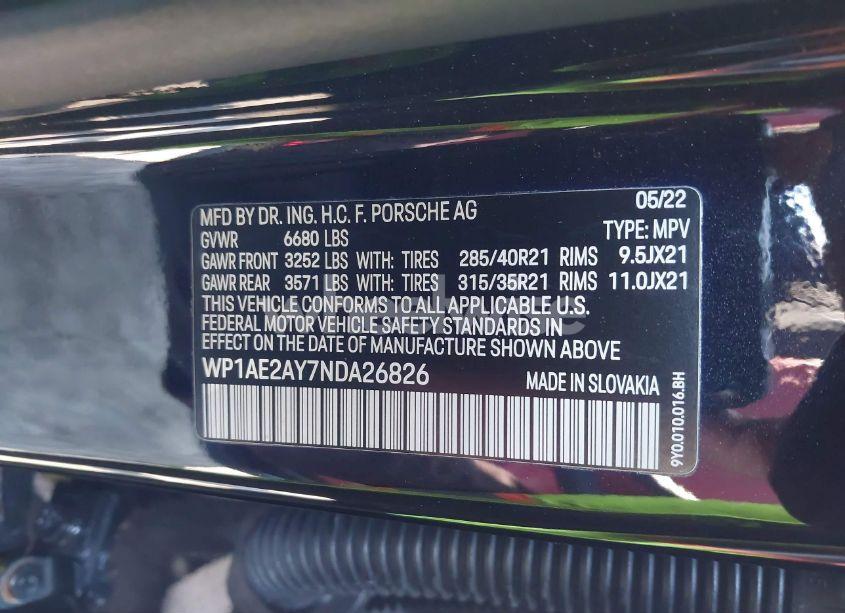 MFD BY DR. ING. H.C. F. PORSCHE AG 05/22
GVWR 6680 LBS TYPE: MPV
GAWR FRONT 3252 LBS WITH: TIRES 285/40R21 RIMS 9.5JX21
GAWR REAR 3571 LBS WITH: TIRES 315/35R21 RIMS 11.0JX21
THIS VEHICLE CONFORMS TO ALL APPLICABLE U.S.
FEDERAL MOTOR VEHICLE SAFETY STANDARDS IN
EFFECT ON THE DATE OF MANUFACTURE SHOWN ABOVE
WP1AE2AY7NDA26826 MADE IN SLOVAKIA
9Y0.010.016.BH